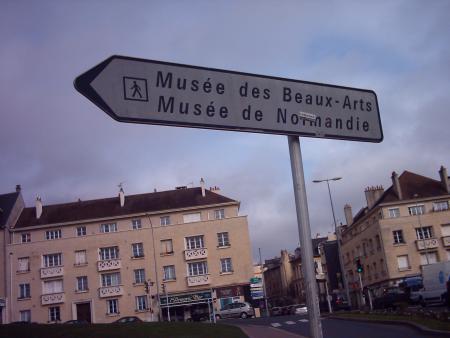 Musée des Beaux-Arts
Musée de Normandie